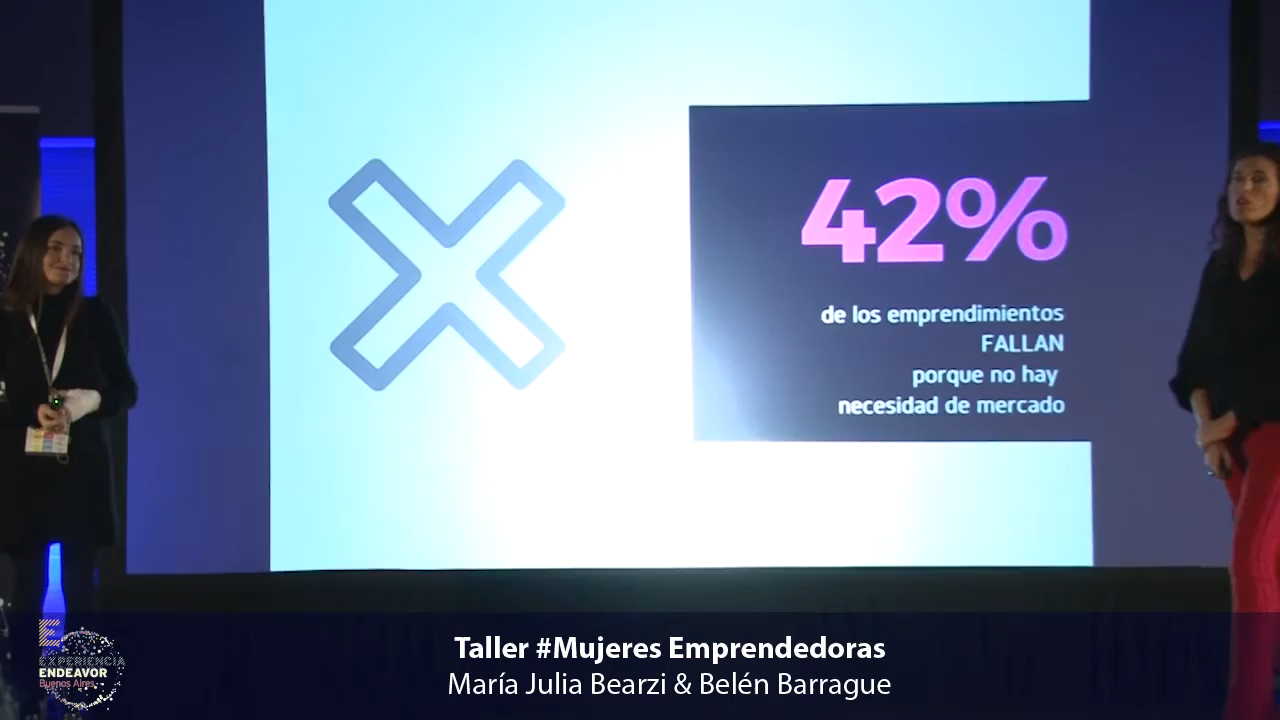 42%
de los emprendimientos
FALLAN
porque no hay
necesidad de mercado
Taller #Mujeres Emprendedoras
María Julia Bearzi & Belén Barrague
E
EXPERIENCIA
ENDEAVOR
Buenos Aires